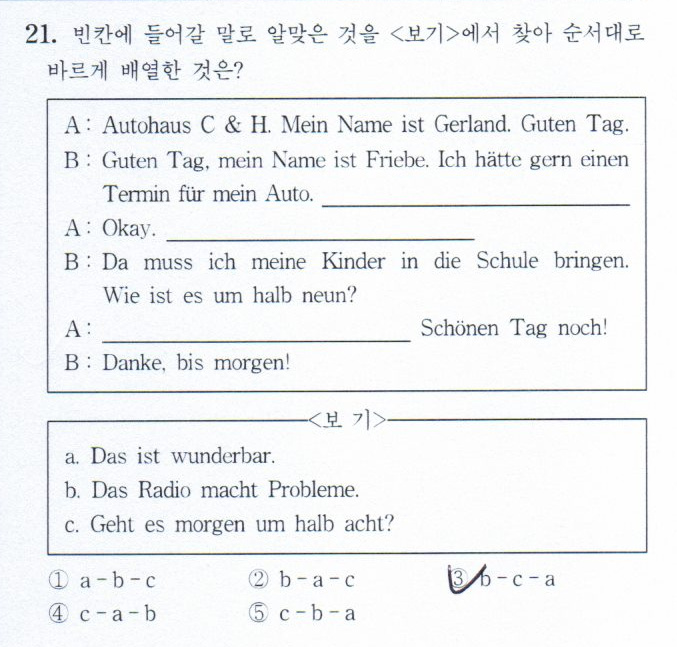 21. 빈칸에 들어갈 말로 알맞은 것을 <보기>에서 찾아 순서대로
바르게 배열한 것은?
A : Autohaus C & H. Mein Name ist Gerland. Guten Tag.
B : Guten Tag, mein Name ist Friebe. Ich hätte gern einen
Termin für mein Auto. ____________________
A : Okay. ____________________
B : Da muss ich meine Kinder in die Schule bringen.
Wie ist es um halb neun?
A : ____________________ Schönen Tag noch!
B : Danke, bis morgen!
<보 기>
a. Das ist wunderbar.
b. Das Radio macht Probleme.
c. Geht es morgen um halb acht?
① a - b - c ② b - a - c ③ b - c - a
④ c - a - b ⑤ c - b - a